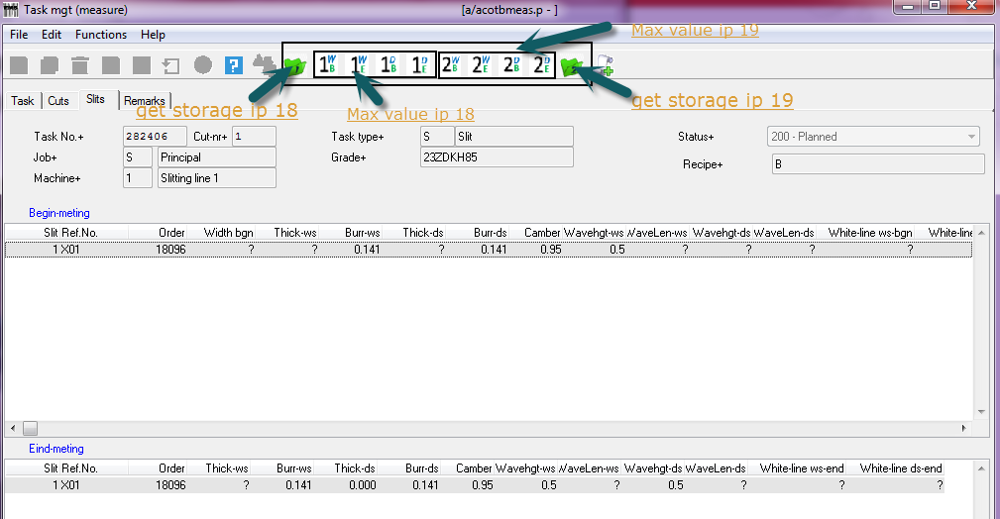 Task mgt (measure) [a/acotbmeas.p - ]
File Edit Functions Help
Max value ip 19
1WB 1WE 1DB 1DE 2WB 2WE 2DB 2DE
Task Cuts Slits Remarks
get storage ip 18 Max value ip 18 get storage ip 19
Task No.+ 282406 Cut-nr+ 1 Task type+ S Slit Status+ 200 - Planned
Job+ S Principal Grade+ 23ZDKH85 Recipe+ B
Machine+ 1 Slitting line 1
Begin-meting
Slit Ref.No. Order Width bgn Thick-ws Burr-ws Thick-ds Burr-ds Camber Wavehgt-ws WaveLen-ws Wavehgt-ds WaveLen-ds White-line ws-bgn White-line
1 X01 18096 ? ? 0.141 ? 0.141 0.95 0.5 ? ? ? ?
Eind-meting
Slit Ref.No. Order Thick-ws Burr-ws Thick-ds Burr-ds Camber Wavehgt-ws WaveLen-ws Wavehgt-ds WaveLen-ds White-line ws-end White-line ds-end
1 X01 18096 ? 0.141 0.000 0.141 0.95 0.5 ? 0.5 ? ? ?